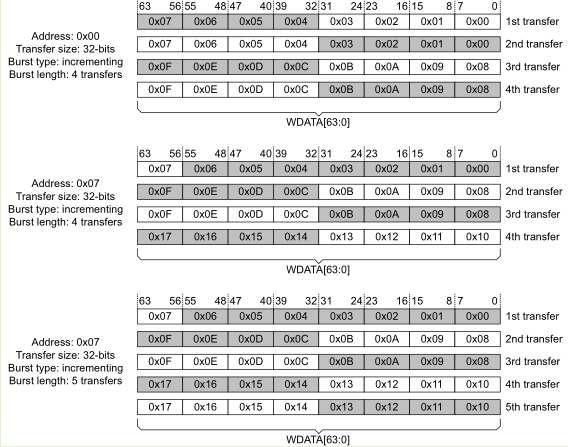 63 56 55 48 47 40 39 32 31 24 23 16 15 8 7 0
0x07 0x06 0x05 0x04 0x03 0x02 0x01 0x00 1st transfer
Address: 0x00
Transfer size: 32-bits
Burst type: incrementing
Burst length: 4 transfers
0x07 0x06 0x05 0x04 0x03 0x02 0x01 0x00 2nd transfer
0x0F 0x0E 0x0D 0x0C 0x0B 0x0A 0x09 0x08 3rd transfer
0x0F 0x0E 0x0D 0x0C 0x0B 0x0A 0x09 0x08 4th transfer
WDATA[63:0]
63 56 55 48 47 40 39 32 31 24 23 16 15 8 7 0
0x07 0x06 0x05 0x04 0x03 0x02 0x01 0x00 1st transfer
Address: 0x07
Transfer size: 32-bits
Burst type: incrementing
Burst length: 4 transfers
0x0F 0x0E 0x0D 0x0C 0x0B 0x0A 0x09 0x08 2nd transfer
0x0F 0x0E 0x0D 0x0C 0x0B 0x0A 0x09 0x08 3rd transfer
0x17 0x16 0x15 0x14 0x13 0x12 0x11 0x10 4th transfer
WDATA[63:0]
63 56 55 48 47 40 39 32 31 24 23 16 15 8 7 0
0x07 0x06 0x05 0x04 0x03 0x02 0x01 0x00 1st transfer
Address: 0x07
Transfer size: 32-bits
Burst type: incrementing
Burst length: 5 transfers
0x0F 0x0E 0x0D 0x0C 0x0B 0x0A 0x09 0x08 2nd transfer
0x0F 0x0E 0x0D 0x0C 0x0B 0x0A 0x09 0x08 3rd transfer
0x17 0x16 0x15 0x14 0x13 0x12 0x11 0x10 4th transfer
0x17 0x16 0x15 0x14 0x13 0x12 0x11 0x10 5th transfer
WDATA[63:0]